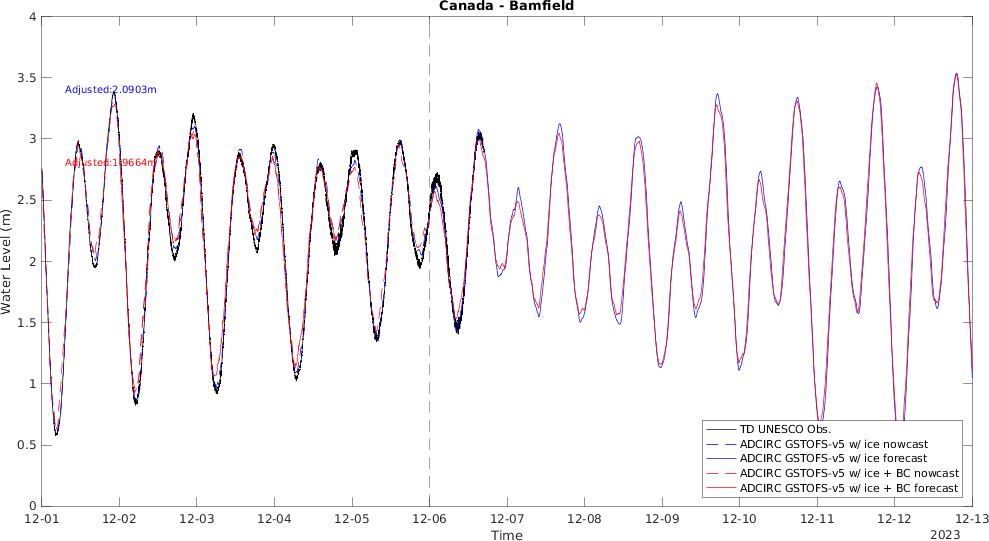 Canada - Bamfield
4
3.5
3
2.5
2
1.5
1
0.5
0
Water Level (m)
Adjusted:2.0903m
Adjusted:1.9664m
TD UNESCO Obs.
ADCIRC GSTOFS-v5 w/ ice nowcast
ADCIRC GSTOFS-v5 w/ ice forecast
ADCIRC GSTOFS-v5 w/ ice + BC nowcast
ADCIRC GSTOFS-v5 w/ ice + BC forecast
12-01 12-02 12-03 12-04 12-05 12-06 12-07 12-08 12-09 12-10 12-11 12-12 12-13
Time
2023